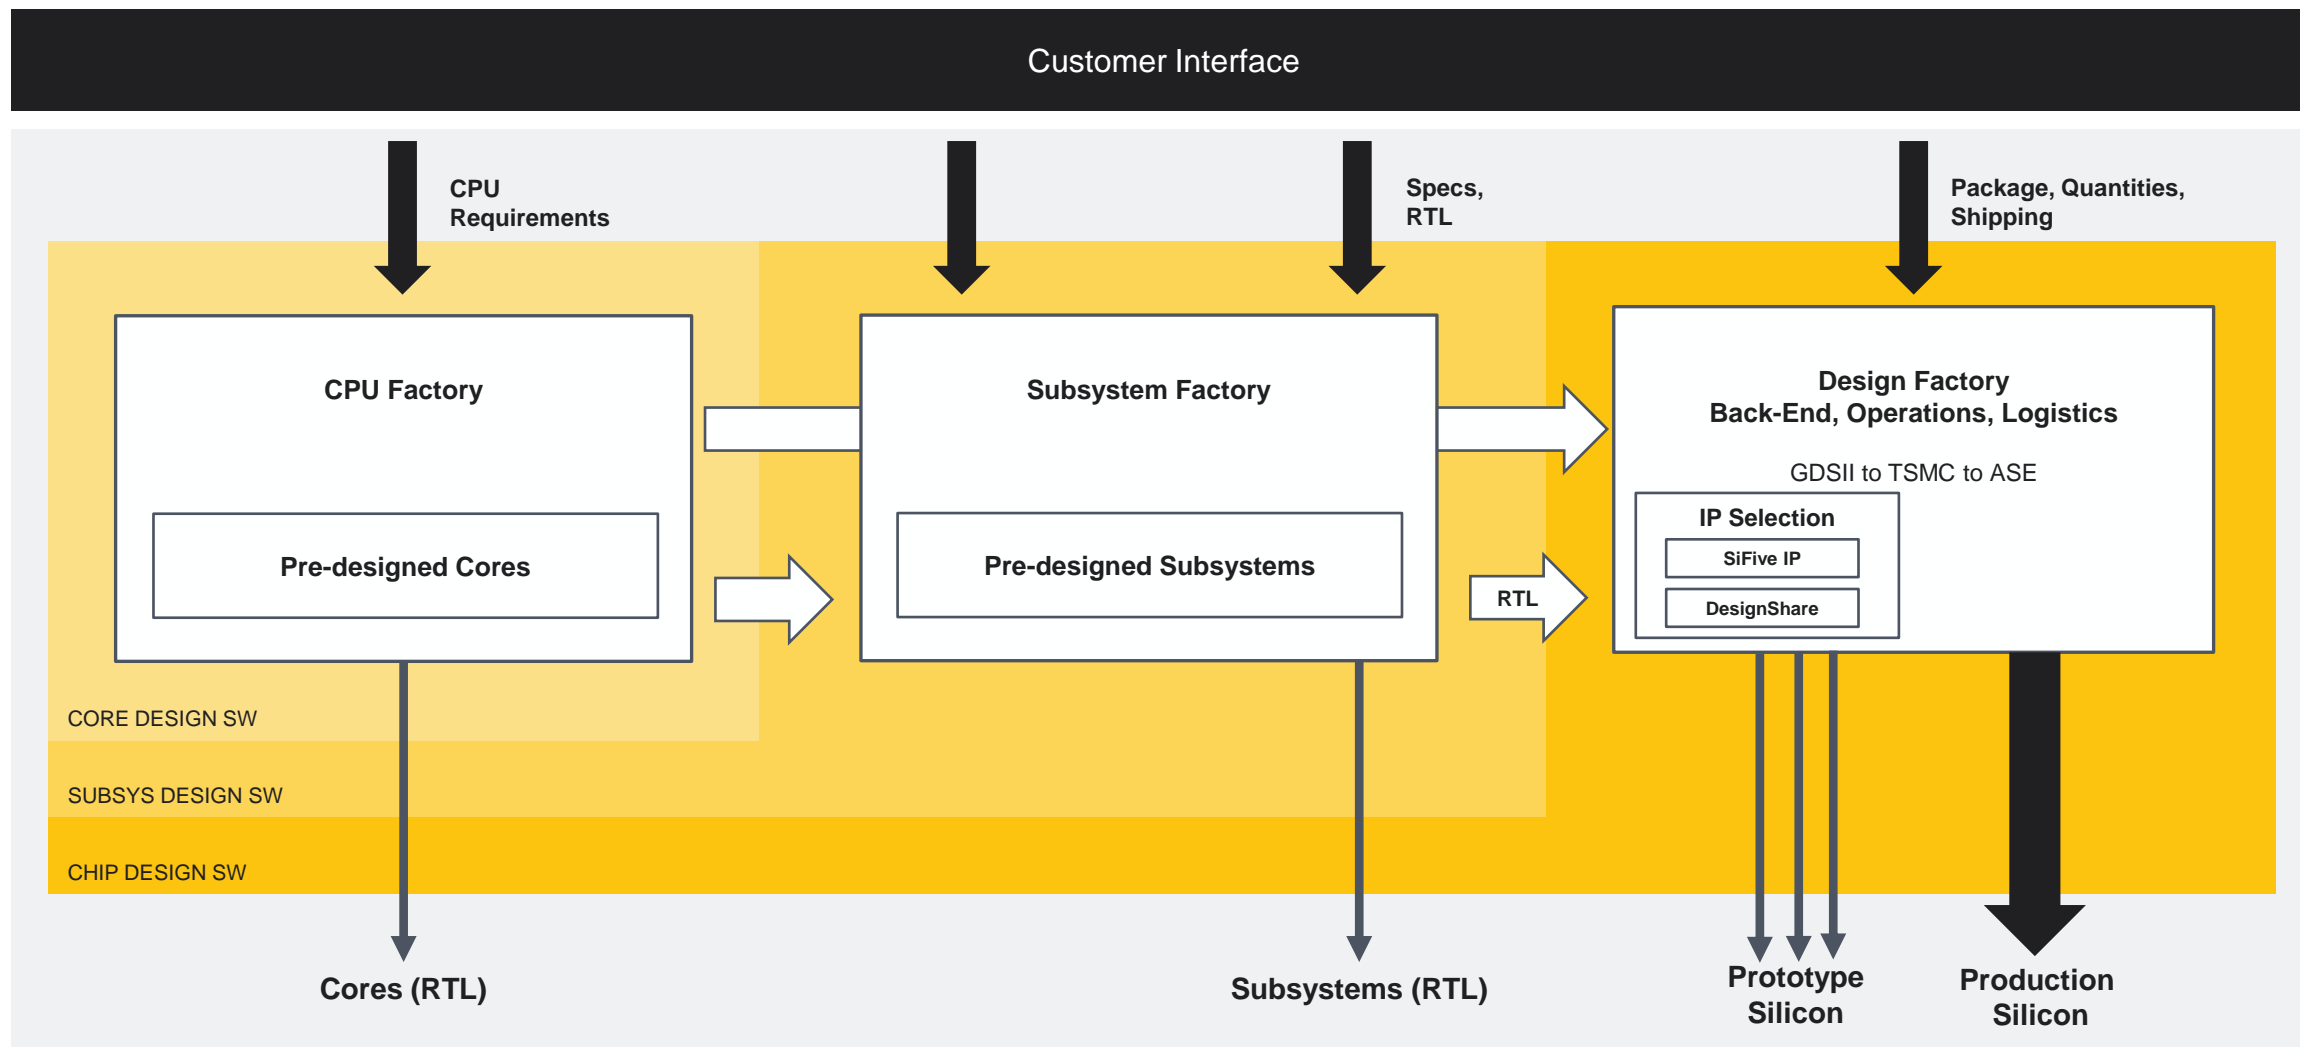 Customer Interface
CPU
Requirements
Specs,
RTL
Package, Quantities,
Shipping
CPU Factory
Pre-designed Cores
Subsystem Factory
Pre-designed Subsystems
RTL
Design Factory
Back-End, Operations, Logistics
GDSII to TSMC to ASE
IP Selection
SiFive IP
DesignShare
CORE DESIGN SW
SUBSYS DESIGN SW
CHIP DESIGN SW
Cores (RTL)
Subsystems (RTL)
Prototype
Silicon
Production
Silicon